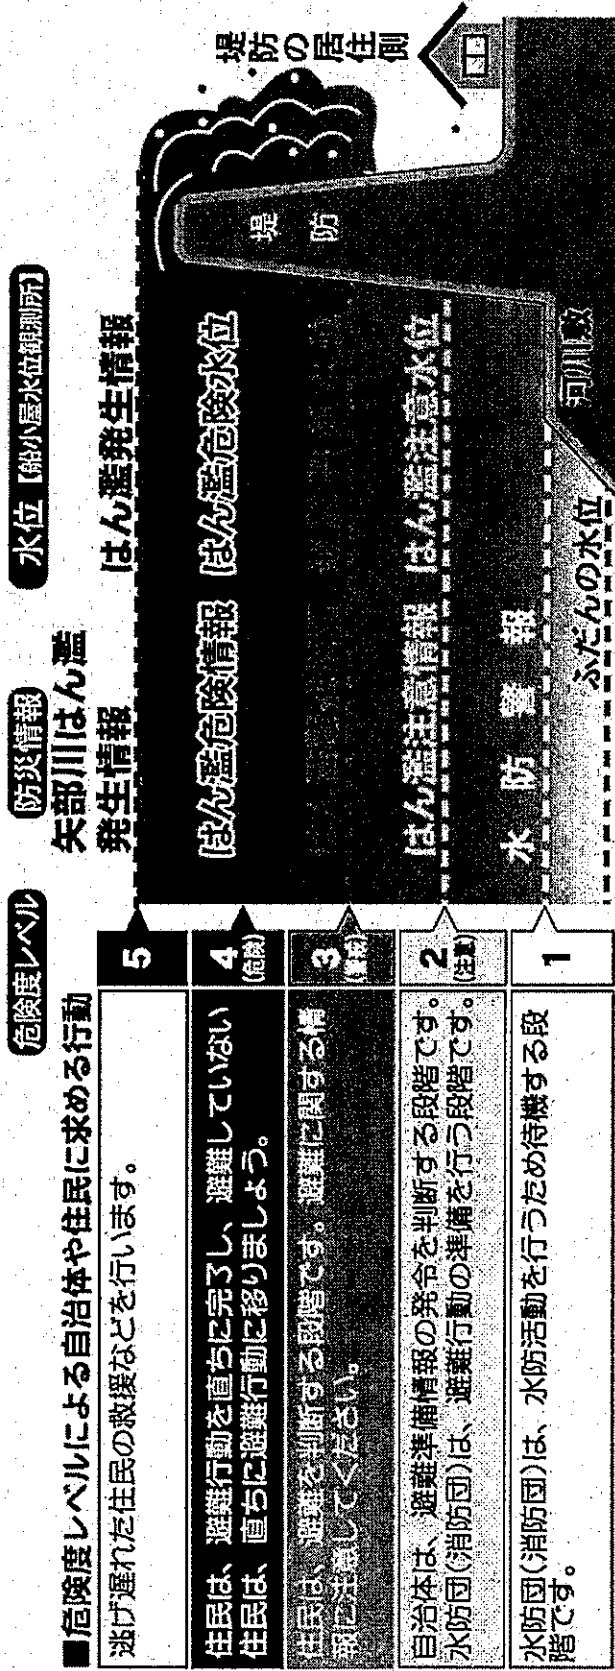 ■危険度レベルによる自治体や住民に求める行動
危険度レベル
防災情報
水位【船小屋水位観測所】
逃げ遅れた住民の救援などを行います。
5
矢部川はん濫
発生情報
はん濫発生情報
住民は、避難行動を直ちに完了し、避難していない
住民は、直ちに避難行動に移りましょう。
4
(危険)
はん濫危険情報
はん濫危険水位
住民は、避難を判断する段階です。避難に関する情
報に注意してください。
3
(警戒)
自治体は、避難準備情報の発令を判断する段階です。
水防団(消防団)は、避難行動の準備を行う段階です。
2
(注意)
はん濫注意情報
はん濫注意水位
水防団(消防団)は、水防活動を行うため待機する段
階です。
1
水防警報
ふだんの水位
河川敷
堤防
堤防の居住側